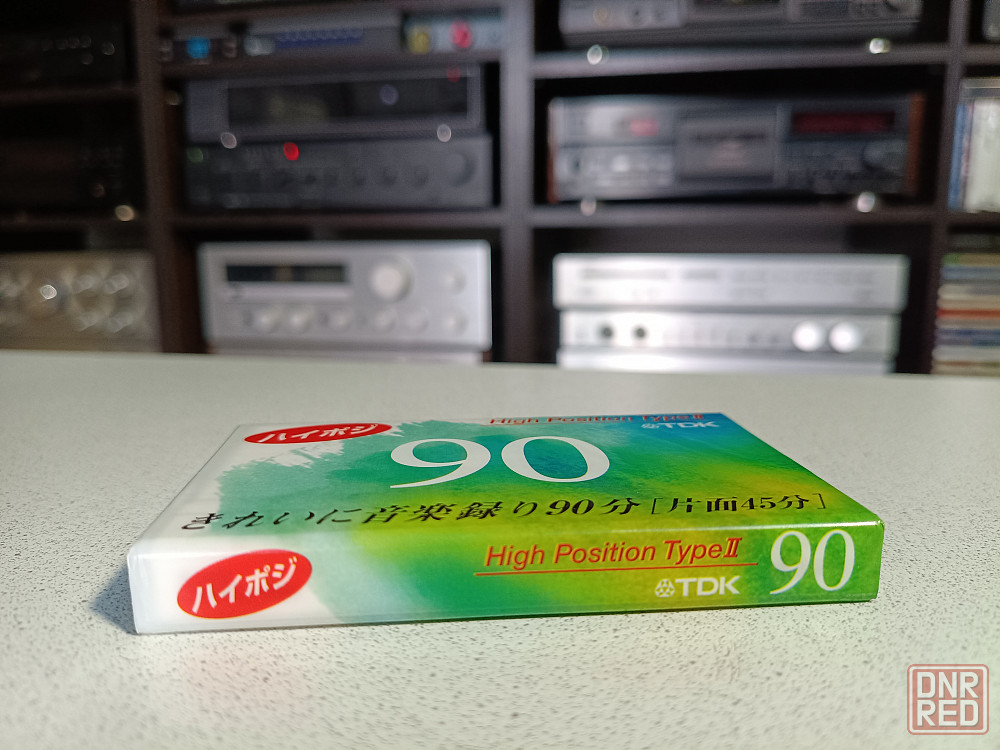 ハイポジ
High Position Type II
TDK
90
きれいに音楽録り90分[片面45分]
ハイポジ
High Position Type II
TDK
90
DNR
RED